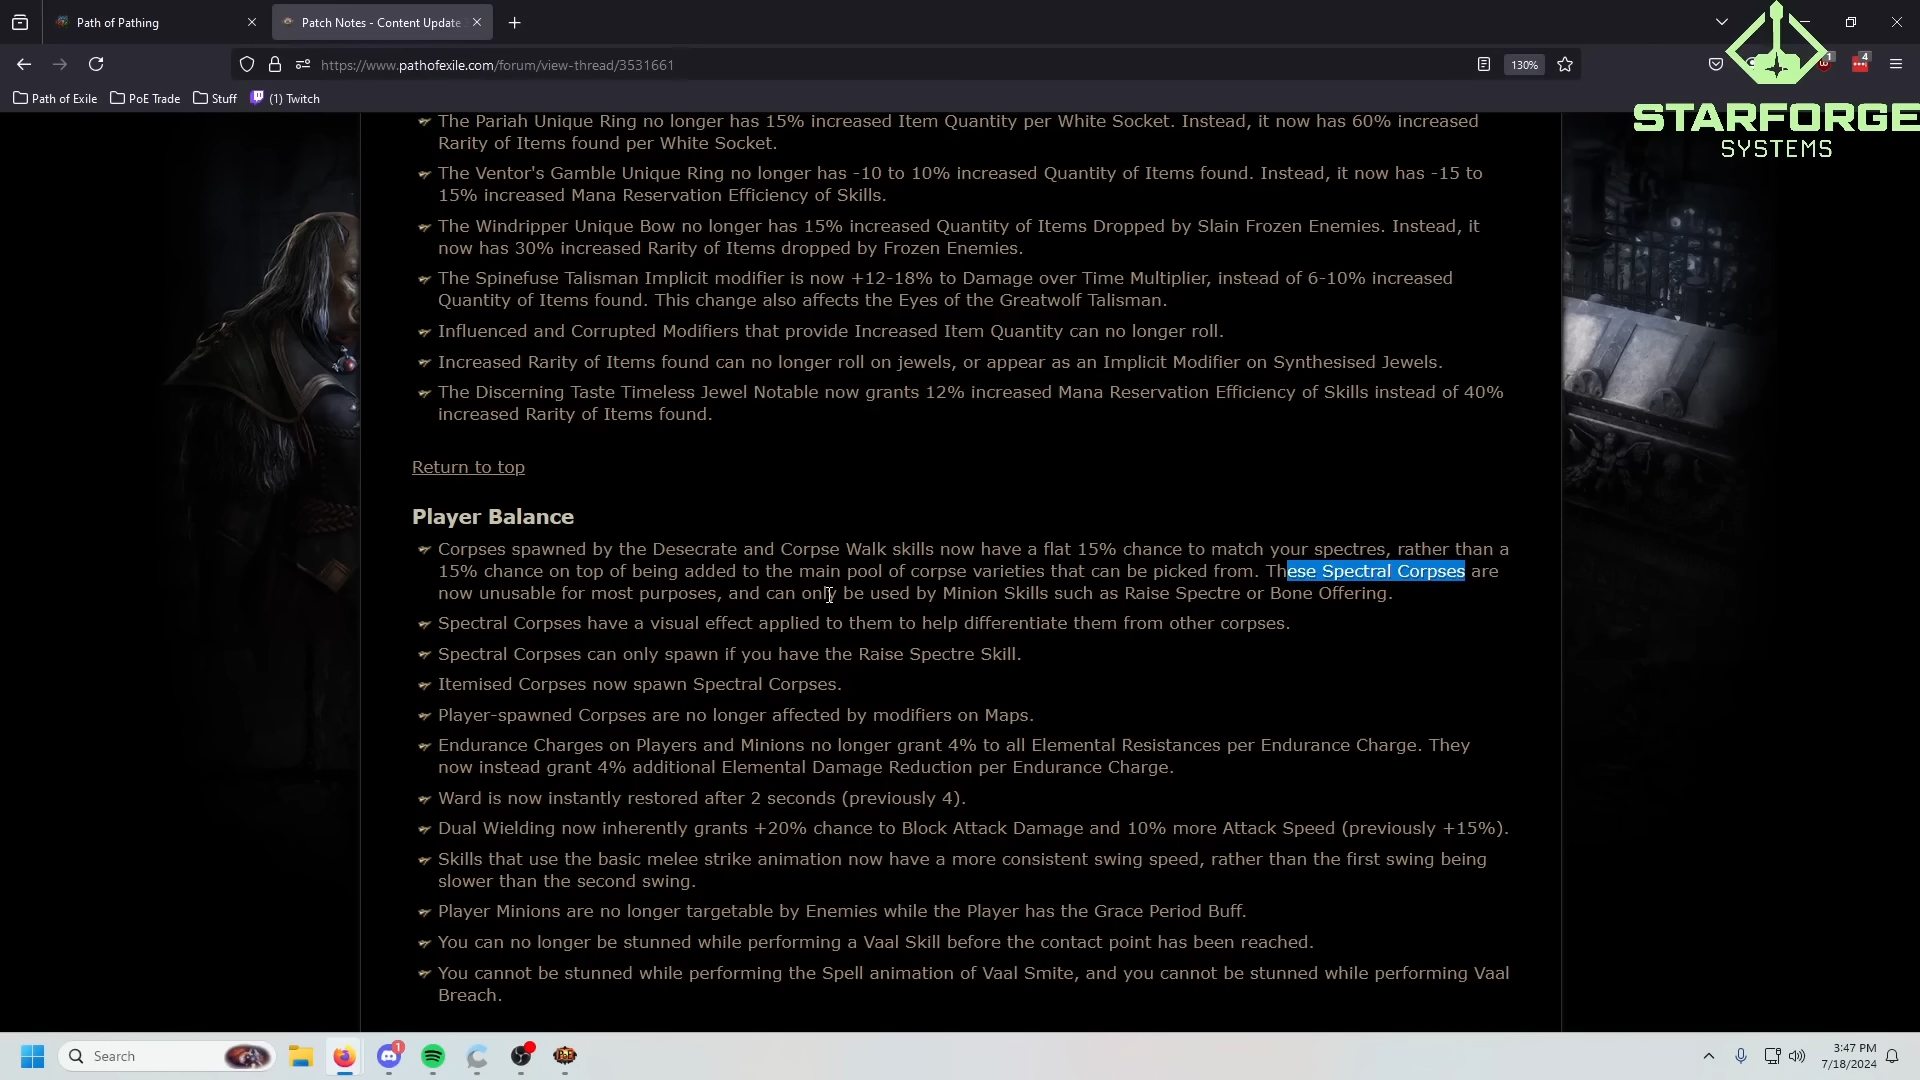 Path of Pathing
Patch Notes - Content Update
https://www.pathofexile.com/forum/view-thread/3531661
130%
1
4
Path of Exile
PoE Trade
Stuff
(1) Twitch
STARFORGE
SYSTEMS
The Pariah Unique Ring no longer has 15% increased Item Quantity per White Socket. Instead, it now has 60% increased
Rarity of Items found per White Socket.
The Ventor's Gamble Unique Ring no longer has -10 to 10% increased Quantity of Items found. Instead, it now has -15 to
15% increased Mana Reservation Efficiency of Skills.
The Windripper Unique Bow no longer has 15% increased Quantity of Items Dropped by Slain Frozen Enemies. Instead, it
now has 30% increased Rarity of Items dropped by Frozen Enemies.
The Spinefuse Talisman Implicit modifier is now +12-18% to Damage over Time Multiplier, instead of 6-10% increased
Quantity of Items found. This change also affects the Eyes of the Greatwolf Talisman.
Influenced and Corrupted Modifiers that provide Increased Item Quantity can no longer roll.
Increased Rarity of Items found can no longer roll on jewels, or appear as an Implicit Modifier on Synthesised Jewels.
The Discerning Taste Timeless Jewel Notable now grants 12% increased Mana Reservation Efficiency of Skills instead of 40%
increased Rarity of Items found.
Return to top
Player Balance
Corpses spawned by the Desecrate and Corpse Walk skills now have a flat 15% chance to match your spectres, rather than a
15% chance on top of being added to the main pool of corpse varieties that can be picked from. These Spectral Corpses are
now unusable for most purposes, and can only be used by Minion Skills such as Raise Spectre or Bone Offering.
Spectral Corpses have a visual effect applied to them to help differentiate them from other corpses.
Spectral Corpses can only spawn if you have the Raise Spectre Skill.
Itemised Corpses now spawn Spectral Corpses.
Player-spawned Corpses are no longer affected by modifiers on Maps.
Endurance Charges on Players and Minions no longer grant 4% to all Elemental Resistances per Endurance Charge. They
now instead grant 4% additional Elemental Damage Reduction per Endurance Charge.
Ward is now instantly restored after 2 seconds (previously 4).
Dual Wielding now inherently grants +20% chance to Block Attack Damage and 10% more Attack Speed (previously +15%).
Skills that use the basic melee strike animation now have a more consistent swing speed, rather than the first swing being
slower than the second swing.
Player Minions are no longer targetable by Enemies while the Player has the Grace Period Buff.
You can no longer be stunned while performing a Vaal Skill before the contact point has been reached.
You cannot be stunned while performing the Spell animation of Vaal Smite, and you cannot be stunned while performing Vaal
Breach.
Search
1
3:47 PM
7/18/2024